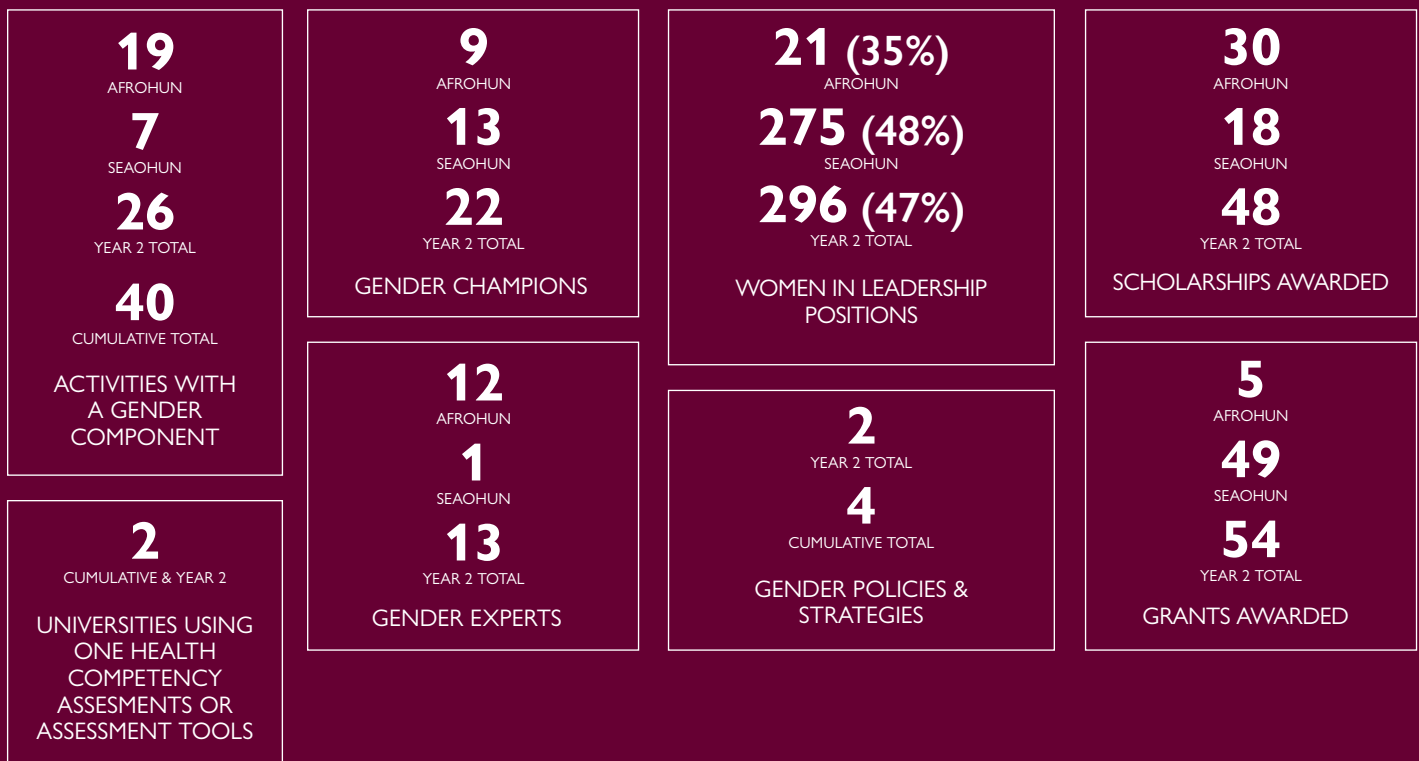 19
AFROHUN
7
SEAOHUN
26
YEAR 2 TOTAL
40
CUMULATIVE TOTAL
ACTIVITIES WITH
A GENDER
COMPONENT
2
CUMULATIVE & YEAR 2
UNIVERSITIES USING
ONE HEALTH
COMPETENCY
ASSESMENTS OR
ASSESSMENT TOOLS
9
AFROHUN
13
SEAOHUN
22
YEAR 2 TOTAL
GENDER CHAMPIONS
12
AFROHUN
1
SEAOHUN
13
YEAR 2 TOTAL
GENDER EXPERTS
21 (35%)
AFROHUN
275 (48%)
SEAOHUN
296 (47%)
YEAR 2 TOTAL
WOMEN IN LEADERSHIP
POSITIONS
2
YEAR 2 TOTAL
4
CUMULATIVE TOTAL
GENDER POLICIES &
STRATEGIES
30
AFROHUN
18
SEAOHUN
48
YEAR 2 TOTAL
SCHOLARSHIPS AWARDED
5
AFROHUN
49
SEAOHUN
54
YEAR 2 TOTAL
GRANTS AWARDED